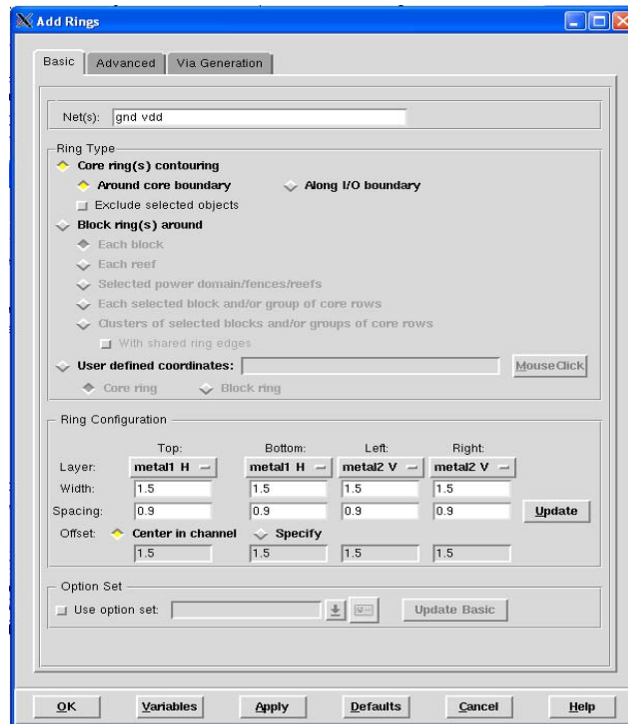 Add Rings
Basic Advanced Via Generation
Net(s): gnd vdd
Ring Type
Core ring(s) contouring
Around core boundary Along I/O boundary
Exclude selected objects
Block ring(s) around
Each block
Each reef
Selected power domain/fences/reefs
Each selected block and/or group of core rows
Clusters of selected blocks and/or groups of core rows
With shared ring edges
User defined coordinates: MouseClick
Core ring Block ring
Ring Configuration
Top: Bottom: Left: Right:
Layer: metal1 H metal1 H metal2 V metal2 V
Width: 1.5 1.5 1.5 1.5
Spacing: 0.9 0.9 0.9 0.9 Update
Offset: Center in channel Specify
1.5 1.5 1.5 1.5
Option Set
Use option set: Update Basic
OK Variables Apply Defaults Cancel Help